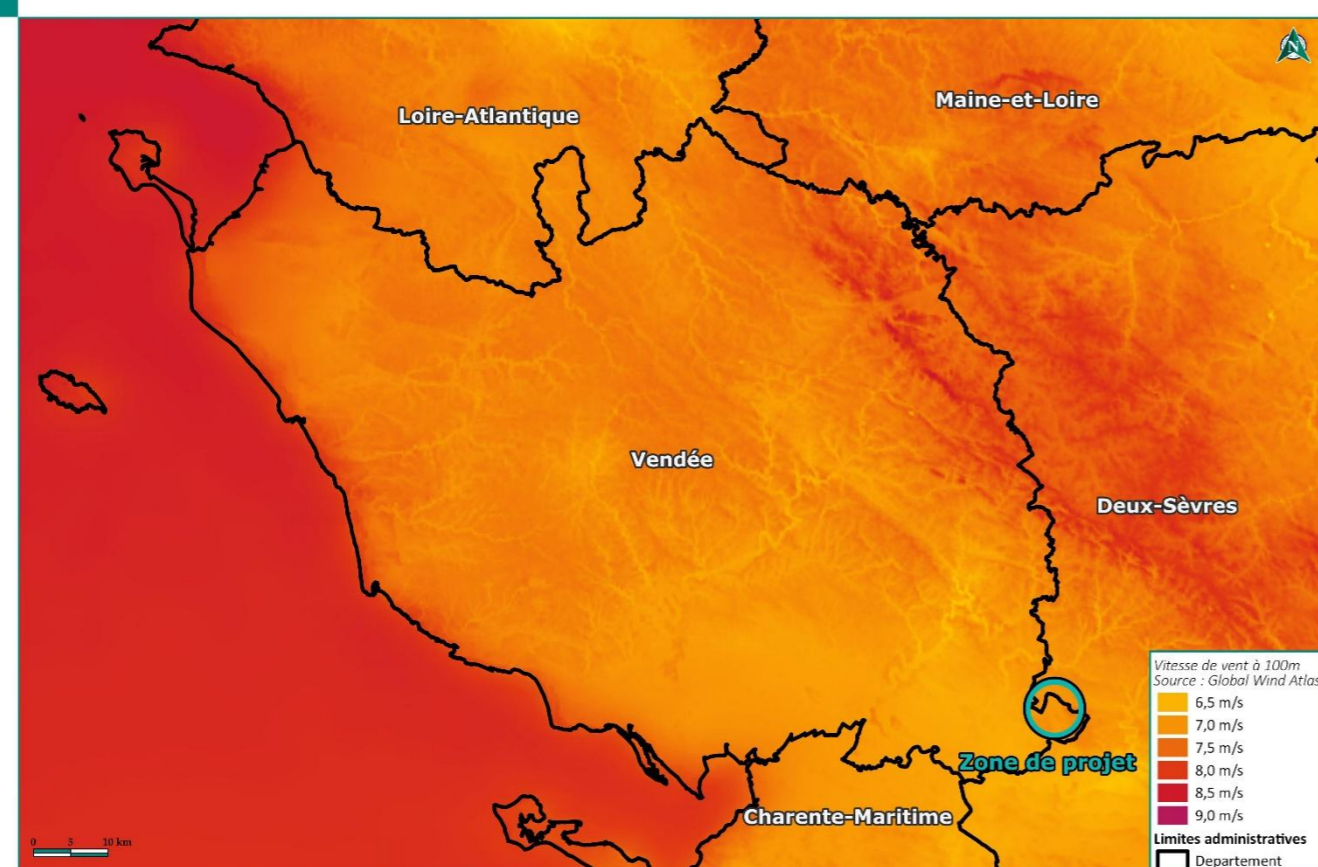 N
Loire-Atlantique
Maine-et-Loire
Vendée
Deux-Sèvres
Zone de projet
Charente-Maritime
0 5 10 km
Vitesse de vent à 100m
Source : Global Wind Atlas
6,5 m/s
7,0 m/s
7,5 m/s
8,0 m/s
8,5 m/s
9,0 m/s
Limites administratives
Departement